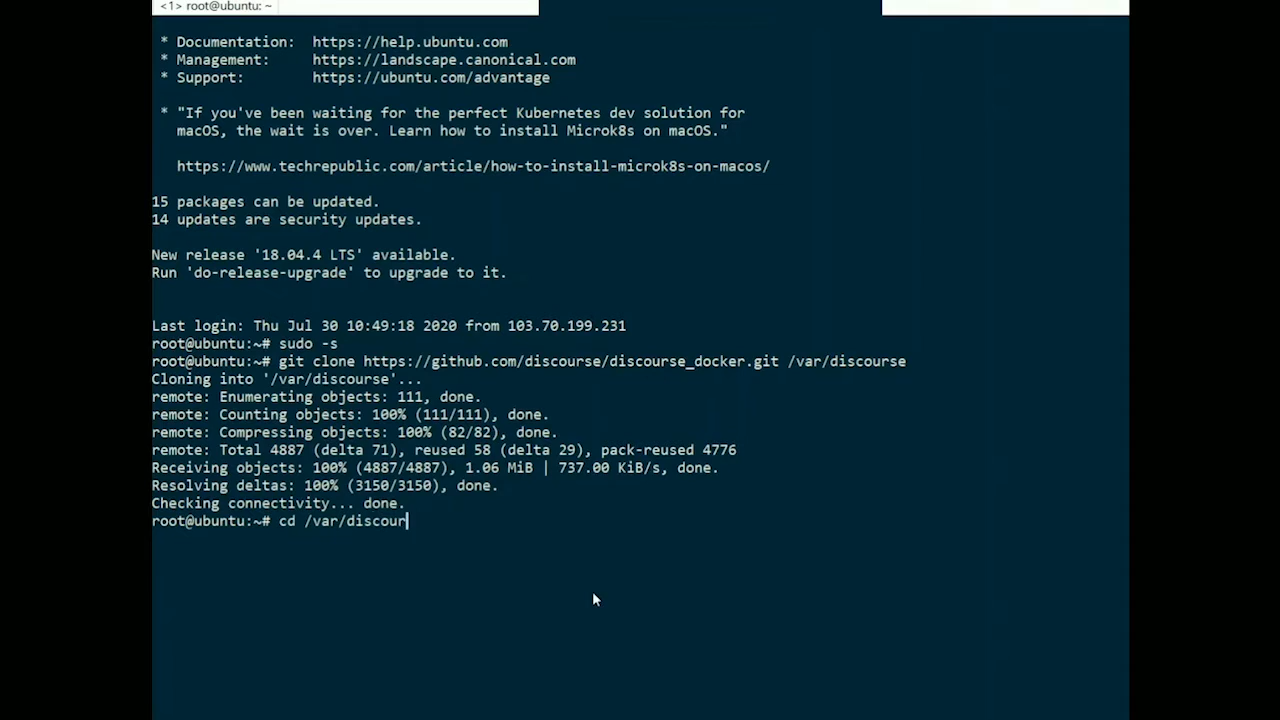 <1> root@ubuntu: ~
* Documentation:  https://help.ubuntu.com
* Management:     https://landscape.canonical.com
* Support:        https://ubuntu.com/advantage
* "If you've been waiting for the perfect Kubernetes dev solution for
macOS, the wait is over. Learn how to install Microk8s on macOS."
https://www.techrepublic.com/article/how-to-install-microk8s-on-macos/
15 packages can be updated.
14 updates are security updates.
New release '18.04.4 LTS' available.
Run 'do-release-upgrade' to upgrade to it.
Last login: Thu Jul 30 10:49:18 2020 from 103.70.199.231
root@ubuntu:~# sudo -s
root@ubuntu:~# git clone https://github.com/discourse/discourse_docker.git /var/discourse
Cloning into '/var/discourse'...
remote: Enumerating objects: 111, done.
remote: Counting objects: 100% (111/111), done.
remote: Compressing objects: 100% (82/82), done.
remote: Total 4887 (delta 71), reused 58 (delta 29), pack-reused 4776
Receiving objects: 100% (4887/4887), 1.06 MiB | 737.00 KiB/s, done.
Resolving deltas: 100% (3150/3150), done.
Checking connectivity... done.
root@ubuntu:~# cd /var/discour